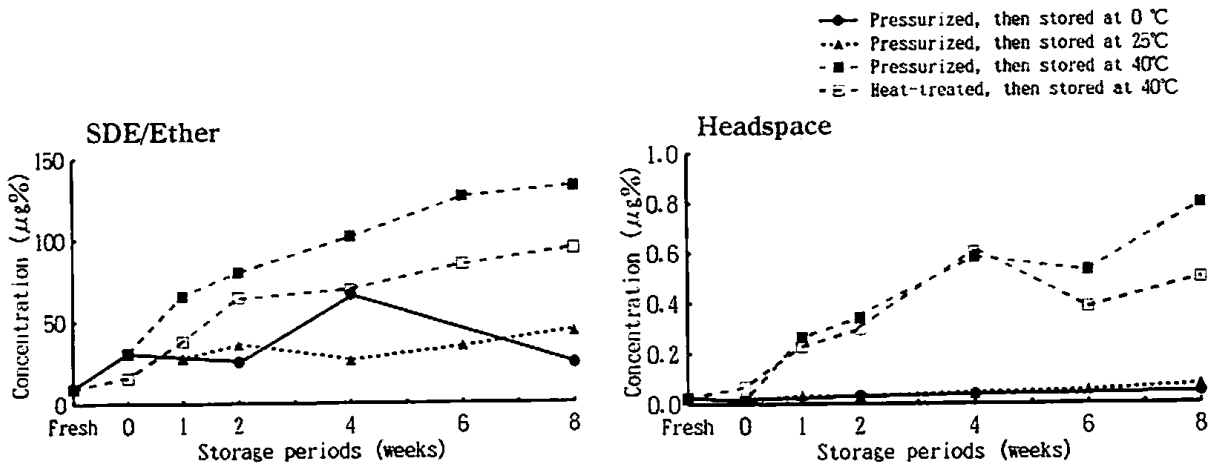 Pressurized, then stored at 0 ℃
Pressurized, then stored at 25℃
Pressurized, then stored at 40℃
Heat-treated, then stored at 40℃
SDE/Ether
150
100
50
0
Concentration (μg%)
Fresh 0 1 2 4 6 8
Storage periods (weeks)
Headspace
1.0
0.8
0.6
0.4
0.2
0.0
Concentration (μg%)
Fresh 0 1 2 4 6 8
Storage periods (weeks)